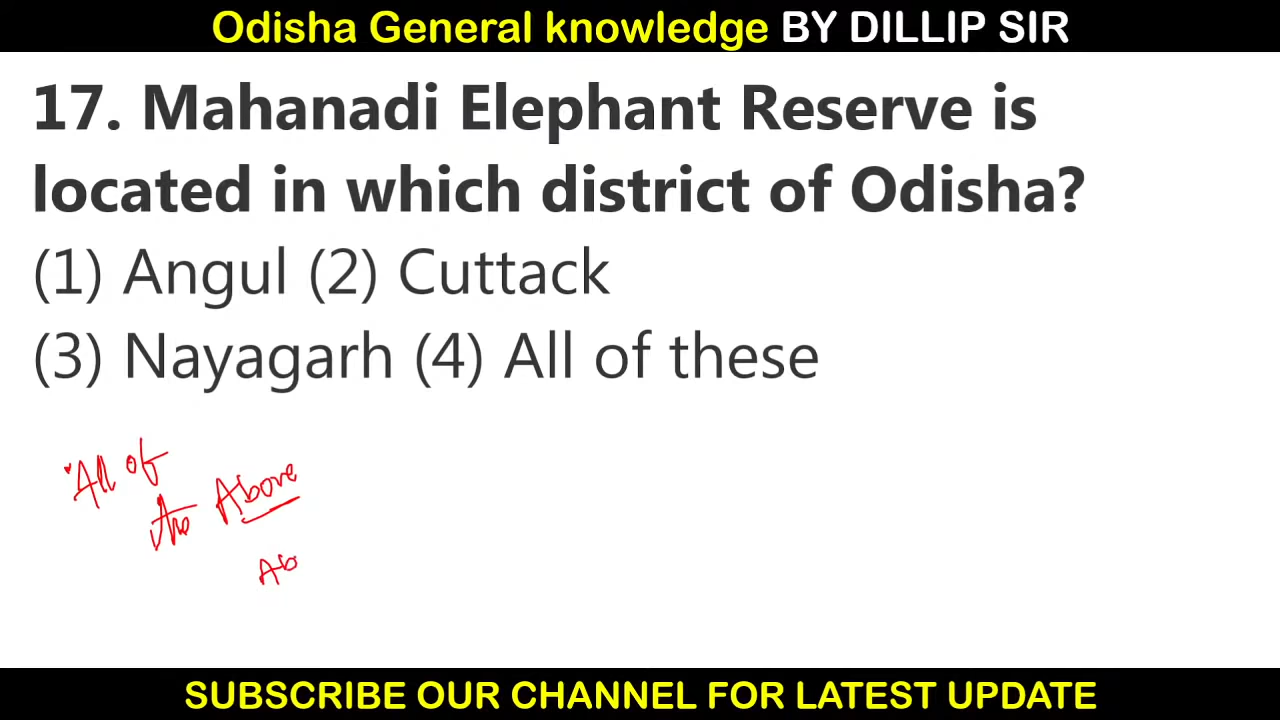 Odisha General knowledge BY DILLIP SIR
17. Mahanadi Elephant Reserve is
located in which district of Odisha?
(1) Angul (2) Cuttack
(3) Nayagarh (4) All of these
All of
the Above
Ab
SUBSCRIBE OUR CHANNEL FOR LATEST UPDATE